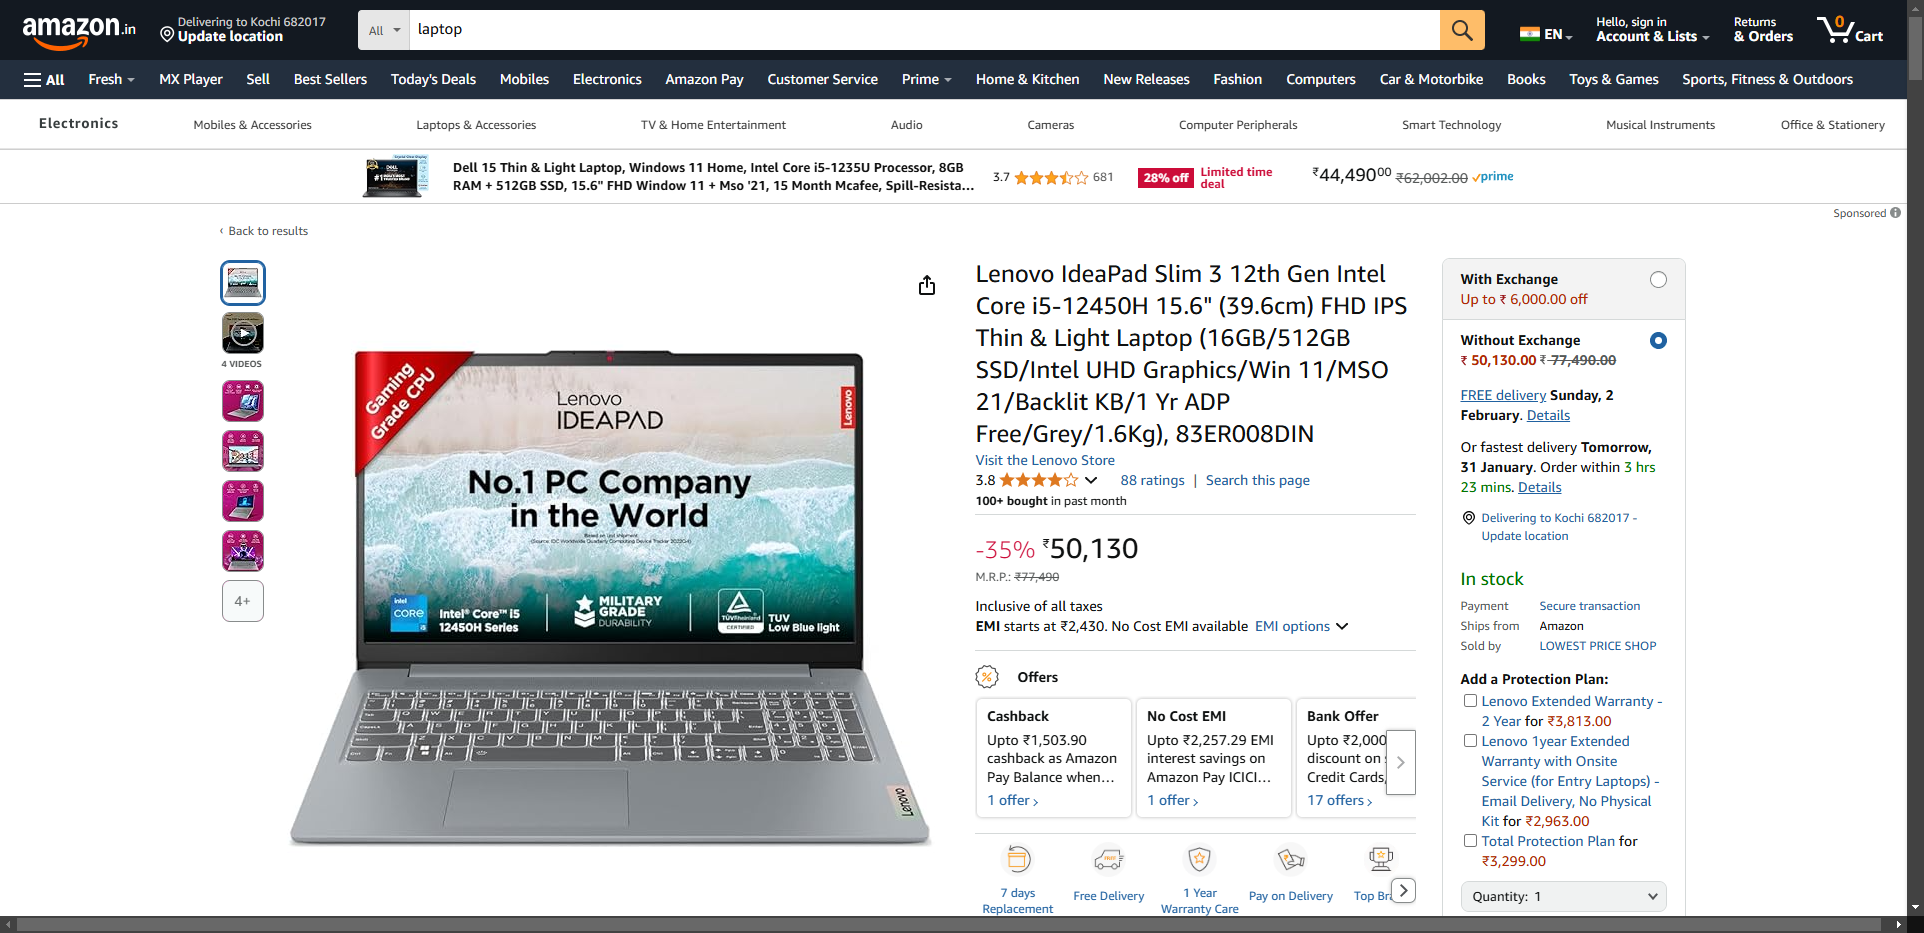 amazon.in
Delivering to Kochi 682017
Update location
All
laptop
EN
Hello, sign in
Account & Lists
Returns
& Orders
0
Cart
All
Fresh
MX Player
Sell
Best Sellers
Today's Deals
Mobiles
Electronics
Amazon Pay
Customer Service
Prime
Home & Kitchen
New Releases
Fashion
Computers
Car & Motorbike
Books
Toys & Games
Sports, Fitness & Outdoors
Electronics
Mobiles & Accessories
Laptops & Accessories
TV & Home Entertainment
Audio
Cameras
Computer Peripherals
Smart Technology
Musical Instruments
Office & Stationery
Dell 15 Thin & Light Laptop, Windows 11 Home, Intel Core i5-1235U Processor, 8GB
RAM + 512GB SSD, 15.6" FHD Window 11 + Mso '21, 15 Month Mcafee, Spill-Resista...
3.7
681
28% off
Limited time
deal
₹44,49000
₹62,002.00
prime
Sponsored
‹ Back to results
4 VIDEOS
4+
Gaming
Grade CPU
Lenovo
IDEAPAD
Lenovo
No.1 PC Company
in the World
intel
CORE
i5
Intel® Core™ i5
12450H Series
MILITARY
GRADE
DURABILITY
TÜVRheinland
CERTIFIED
TUV
Low Blue light
Lenovo
Lenovo IdeaPad Slim 3 12th Gen Intel
Core i5-12450H 15.6" (39.6cm) FHD IPS
Thin & Light Laptop (16GB/512GB
SSD/Intel UHD Graphics/Win 11/MSO
21/Backlit KB/1 Yr ADP
Free/Grey/1.6Kg), 83ER008DIN
Visit the Lenovo Store
3.8
88 ratings | Search this page
100+ bought in past month
-35% ₹50,130
M.R.P.: ₹77,490
Inclusive of all taxes
EMI starts at ₹2,430. No Cost EMI available EMI options
Offers
Cashback
Upto ₹1,503.90
cashback as Amazon
Pay Balance when...
1 offer ›
No Cost EMI
Upto ₹2,257.29 EMI
interest savings on
Amazon Pay ICICI...
1 offer ›
Bank Offer
Upto ₹2,000
discount on
Credit Cards,
17 offers ›
7 days
Replacement
Free Delivery
1 Year
Warranty Care
Pay on Delivery
Top Br
With Exchange
Up to ₹ 6,000.00 off
Without Exchange
₹ 50,130.00 ₹ 77,490.00
FREE delivery Sunday, 2
February. Details
Or fastest delivery Tomorrow,
31 January. Order within 3 hrs
23 mins. Details
Delivering to Kochi 682017 -
Update location
In stock
Payment
Secure transaction
Ships from
Amazon
Sold by
LOWEST PRICE SHOP
Add a Protection Plan:
Lenovo Extended Warranty -
2 Year for ₹3,813.00
Lenovo 1year Extended
Warranty with Onsite
Service (for Entry Laptops) -
Email Delivery, No Physical
Kit for ₹2,963.00
Total Protection Plan for
₹3,299.00
Quantity: 1